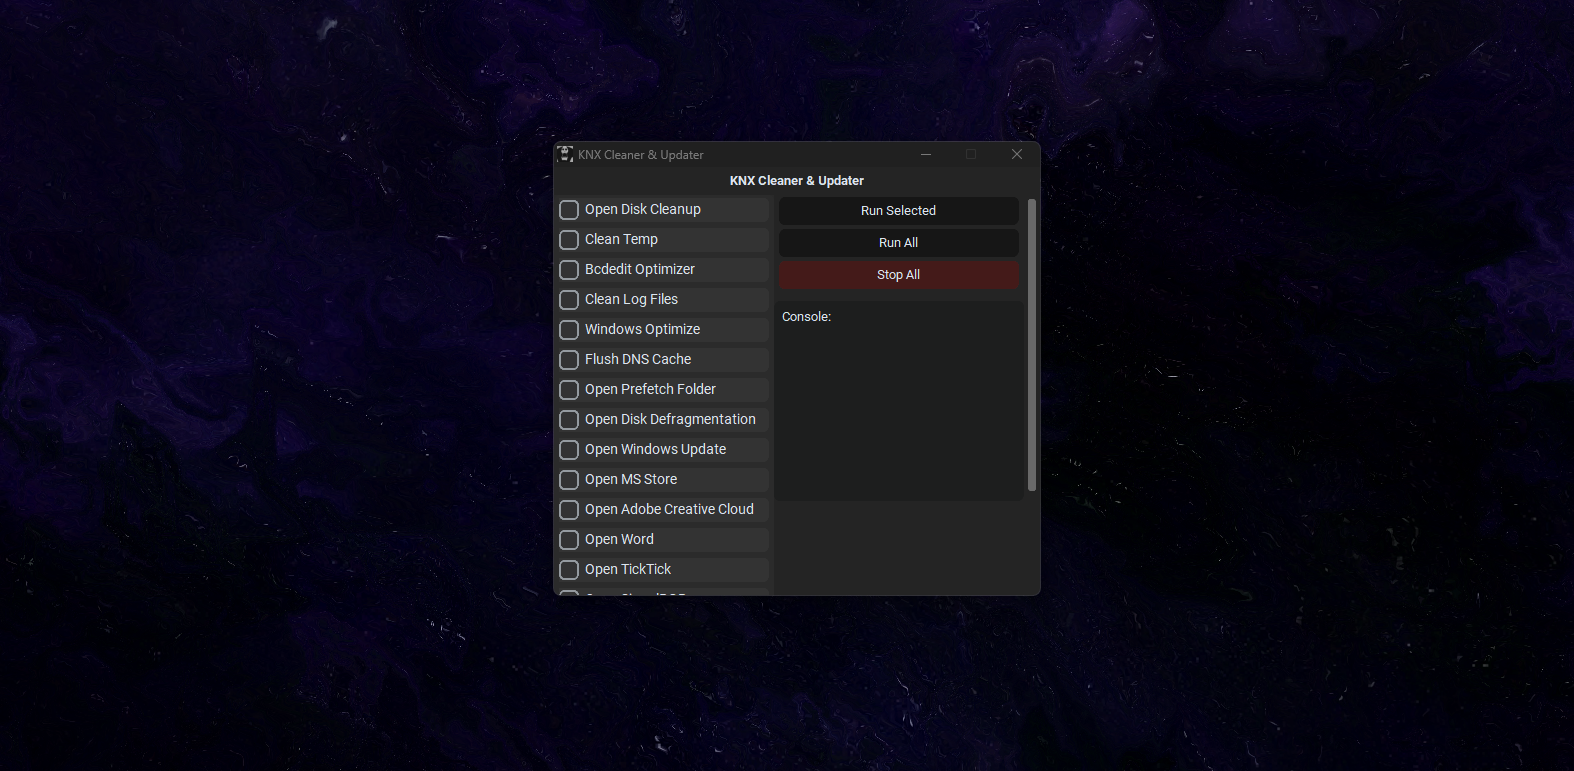 KNX Cleaner & Updater
KNX Cleaner & Updater
Open Disk Cleanup
Clean Temp
Bcdedit Optimizer
Clean Log Files
Windows Optimize
Flush DNS Cache
Open Prefetch Folder
Open Disk Defragmentation
Open Windows Update
Open MS Store
Open Adobe Creative Cloud
Open Word
Open TickTick
Run Selected
Run All
Stop All
Console: